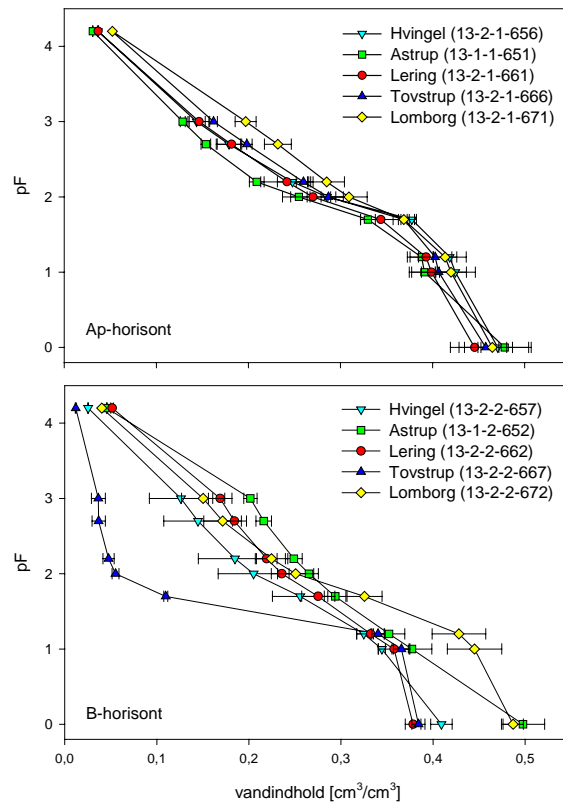 4
3
2
1
0
pF
Hvingel (13-2-1-656)
Astrup (13-1-1-651)
Lering (13-2-1-661)
Tovstrup (13-2-1-666)
Lomborg (13-2-1-671)
Ap-horisont
4
3
2
1
0
pF
Hvingel (13-2-2-657)
Astrup (13-1-2-652)
Lering (13-2-2-662)
Tovstrup (13-2-2-667)
Lomborg (13-2-2-672)
B-horisont
0,0 0,1 0,2 0,3 0,4 0,5
vandindhold [cm³/cm³]